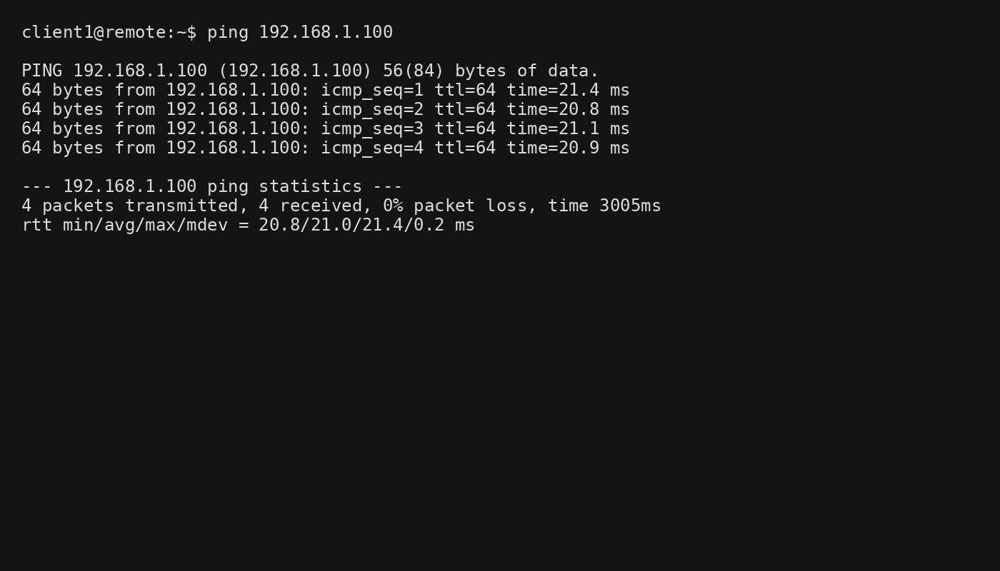 client1@remote:~$ ping 192.168.1.100
PING 192.168.1.100 (192.168.1.100) 56(84) bytes of data.
64 bytes from 192.168.1.100: icmp_seq=1 ttl=64 time=21.4 ms
64 bytes from 192.168.1.100: icmp_seq=2 ttl=64 time=20.8 ms
64 bytes from 192.168.1.100: icmp_seq=3 ttl=64 time=21.1 ms
64 bytes from 192.168.1.100: icmp_seq=4 ttl=64 time=20.9 ms
--- 192.168.1.100 ping statistics ---
4 packets transmitted, 4 received, 0% packet loss, time 3005ms
rtt min/avg/max/mdev = 20.8/21.0/21.4/0.2 ms